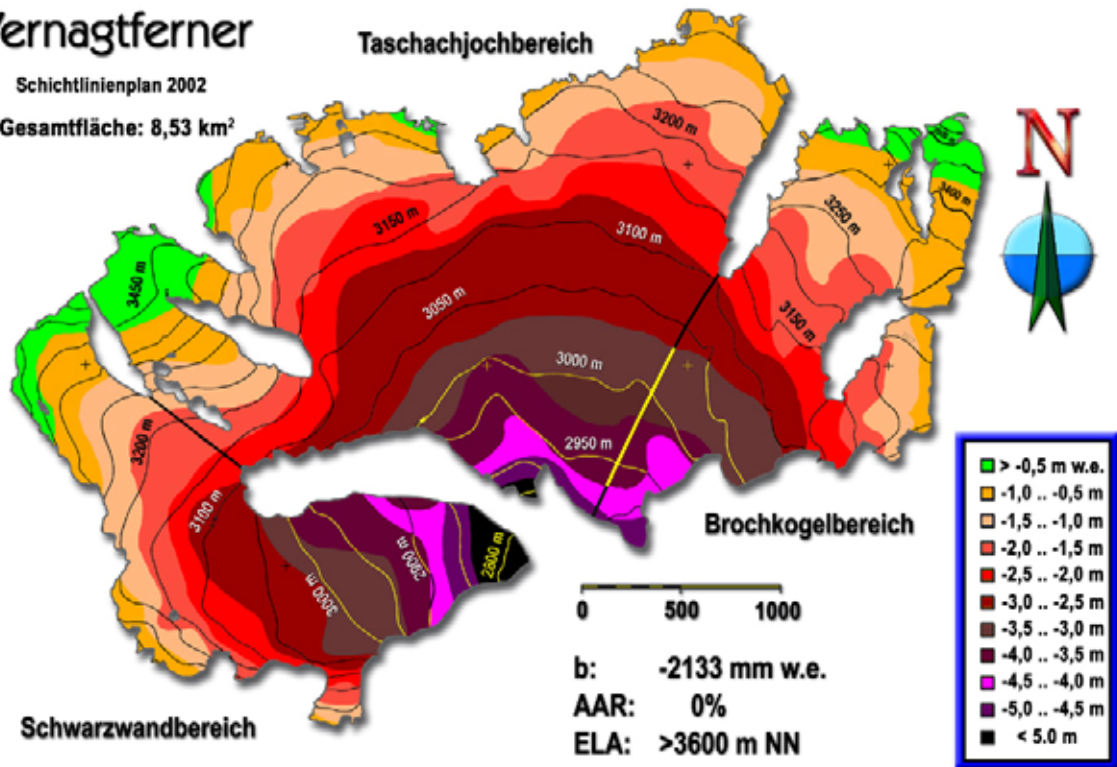 Vernagtferner
Schichtlinienplan 2002
Gesamtfläche: 8,53 km²
Taschachjochbereich
N
3200 m
3150 m
3100 m
3250 m
3400 m
3450 m
3050 m
3150 m
3000 m
3200 m
2950 m
3100 m
2900 m
2800 m
3000 m
Brochkogelbereich
Schwarzwandbereich
0 500 1000
b: -2133 mm w.e.
AAR: 0%
ELA: >3600 m NN
> -0,5 m w.e.
-1,0 .. -0,5 m
-1,5 .. -1,0 m
-2,0 .. -1,5 m
-2,5 .. -2,0 m
-3,0 .. -2,5 m
-3,5 .. -3,0 m
-4,0 .. -3,5 m
-4,5 .. -4,0 m
-5,0 .. -4,5 m
< 5.0 m